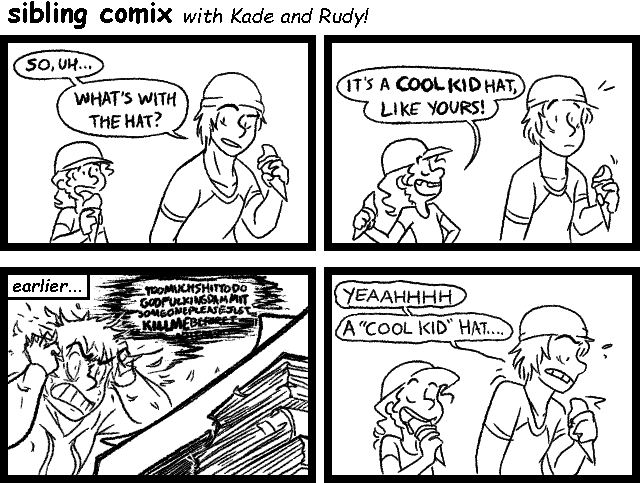 sibling comix with Kade and Rudy!
SO, UH...
WHAT'S WITH
THE HAT?
IT'S A COOL KID HAT,
LIKE YOURS!
earlier...
TOOMUCHSHITTODO
GODFUCKINGDAMMIT
SOMEONEPLEASEJUST
KILLMEBEFOREI
YEAAHHHH
A "COOL KID" HAT....